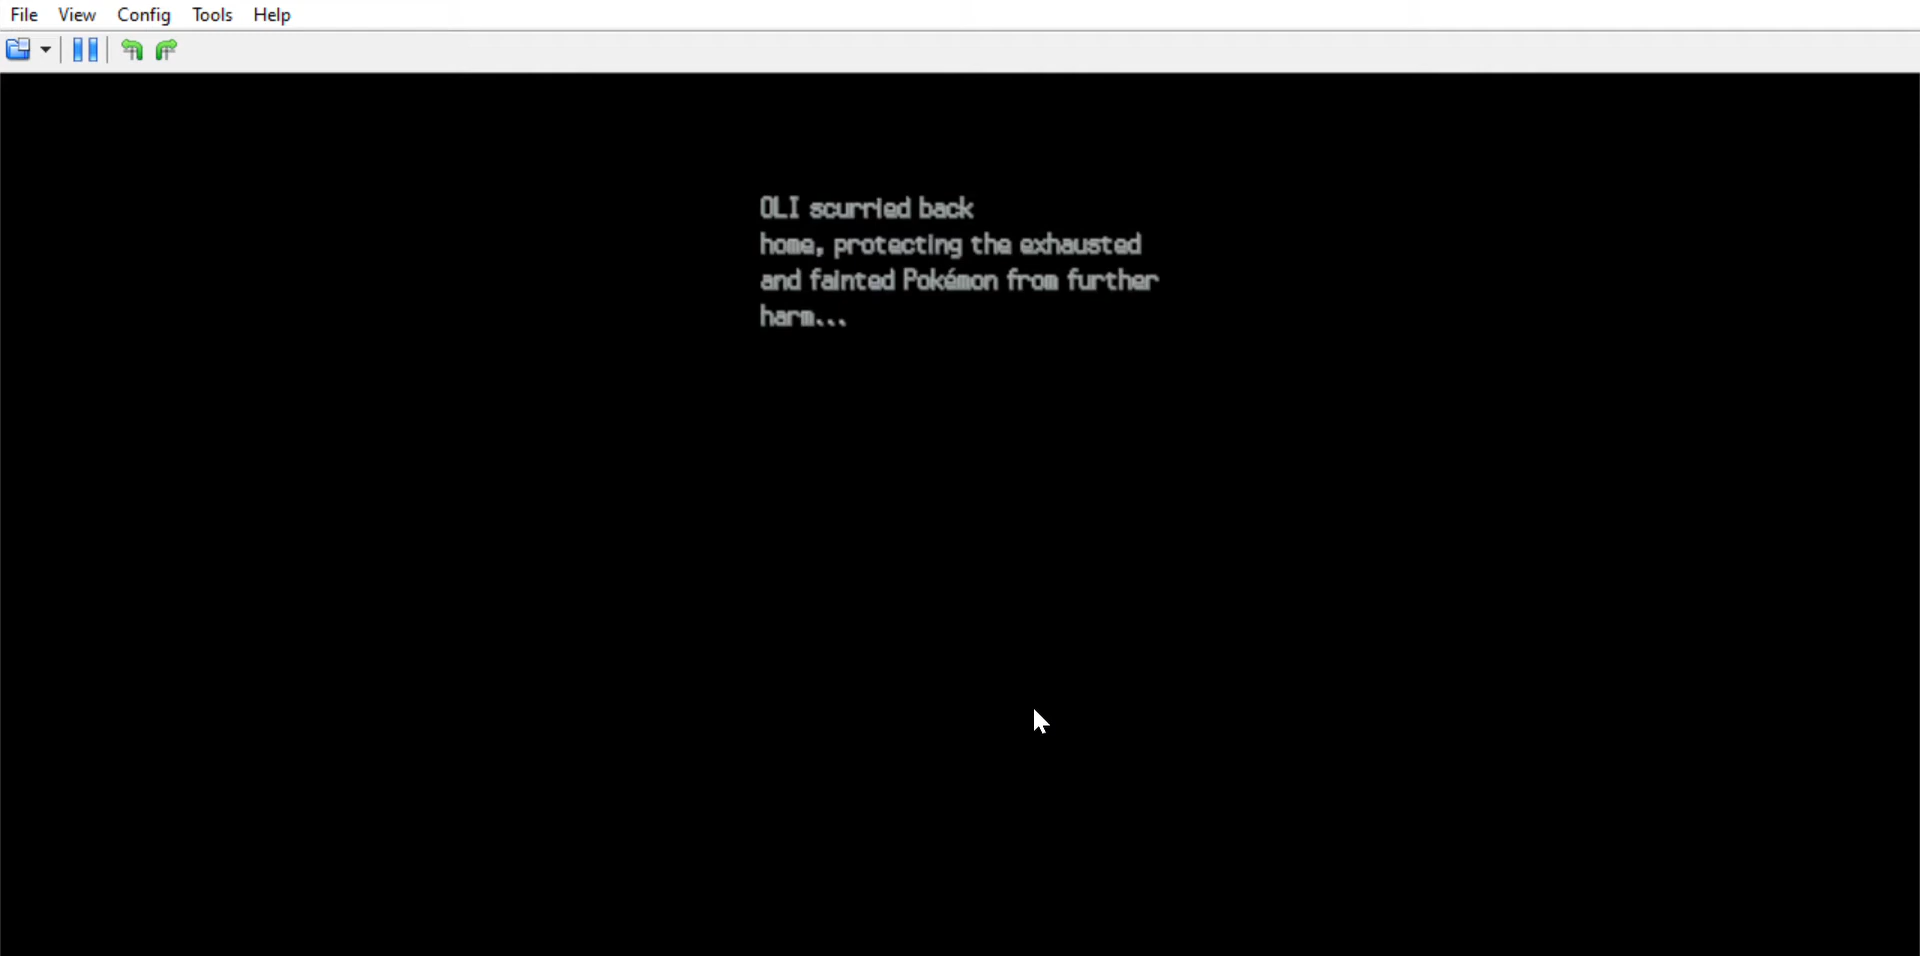 File View Config Tools Help
OLI scurried back
home, protecting the exhausted
and fainted Pokémon from further
harm...